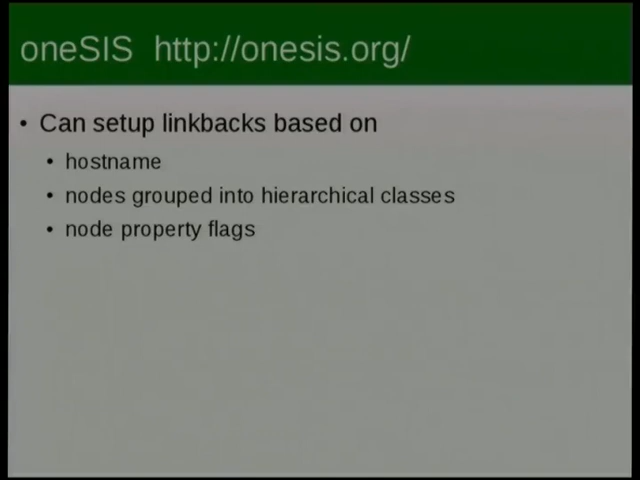 oneSIS http://onesis.org/
• Can setup linkbacks based on
• hostname
• nodes grouped into hierarchical classes
• node property flags